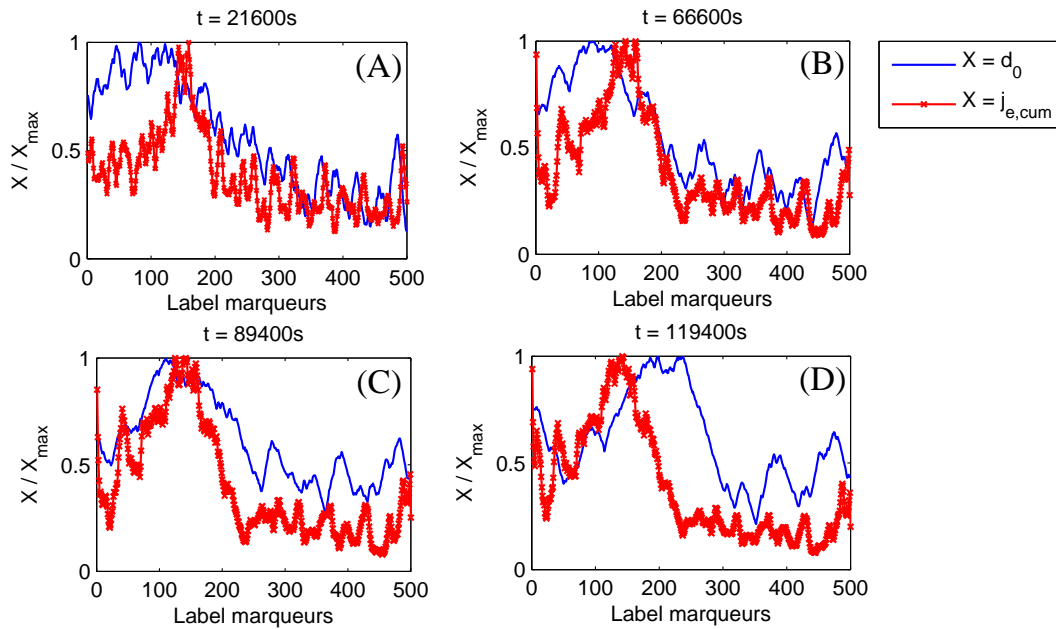 t = 21600s
(A)
1
0.5
0
X / X_max
0 100 200 300 400 500
Label marqueurs
t = 66600s
(B)
1
0.5
0
X / X_max
0 100 200 300 400 500
Label marqueurs
X = d_0
X = j_e,cum
t = 89400s
(C)
1
0.5
0
X / X_max
0 100 200 300 400 500
Label marqueurs
t = 119400s
(D)
1
0.5
0
X / X_max
0 100 200 300 400 500
Label marqueurs